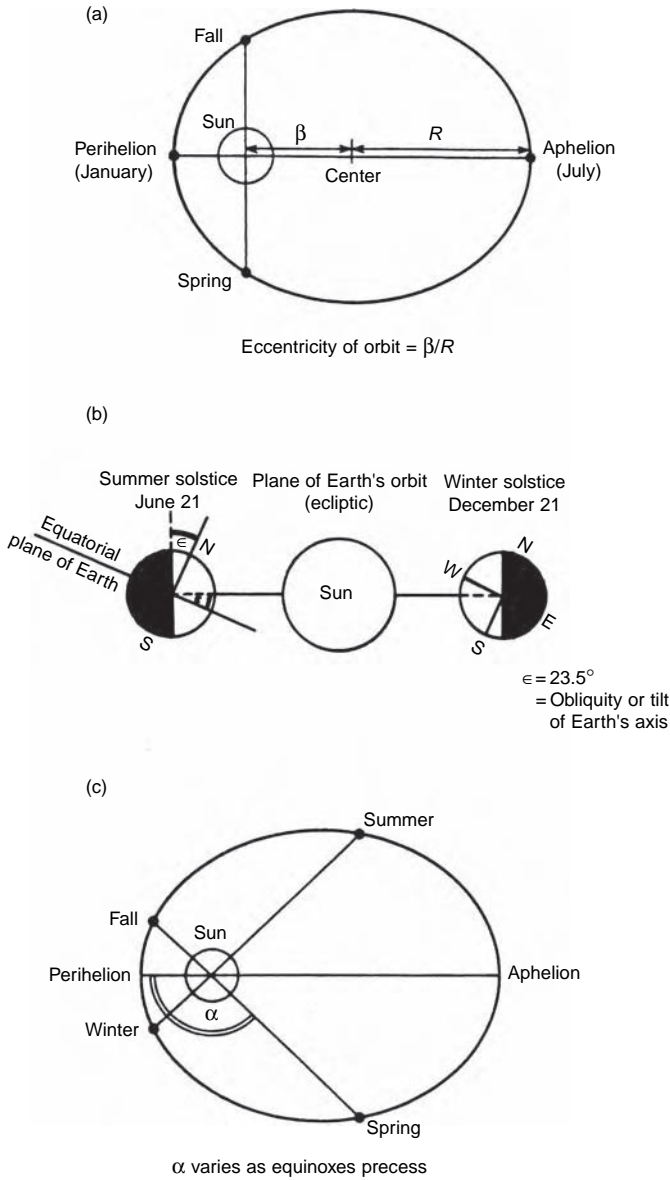 (a)
Fall
Sun
β
R
Perihelion
(January)
Center
Aphelion
(July)
Spring
Eccentricity of orbit = β/R
(b)
Summer solstice
June 21
Plane of Earth's orbit
(ecliptic)
Winter solstice
December 21
Equatorial
plane of Earth
ϵ
N
N
W
ϵ
Sun
S
S
E
ϵ = 23.5°
= Obliquity or tilt
of Earth's axis
(c)
Summer
Fall
Sun
Perihelion
Aphelion
α
Winter
Spring
α varies as equinoxes precess